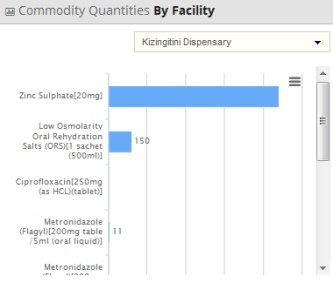 Commodity Quantities By Facility
Kizingitini Dispensary
Zinc Sulphate[20mg]
Low Osmolarity
Oral Rehydration
Salts (ORS)[1 sachet
(500ml)]
150
Ciprofloxacin[250mg
(as HCL)(tablet)]
Metronidazole
(Flagyl)[200mg table
/5ml (oral liquid)]
11
Metronidazole